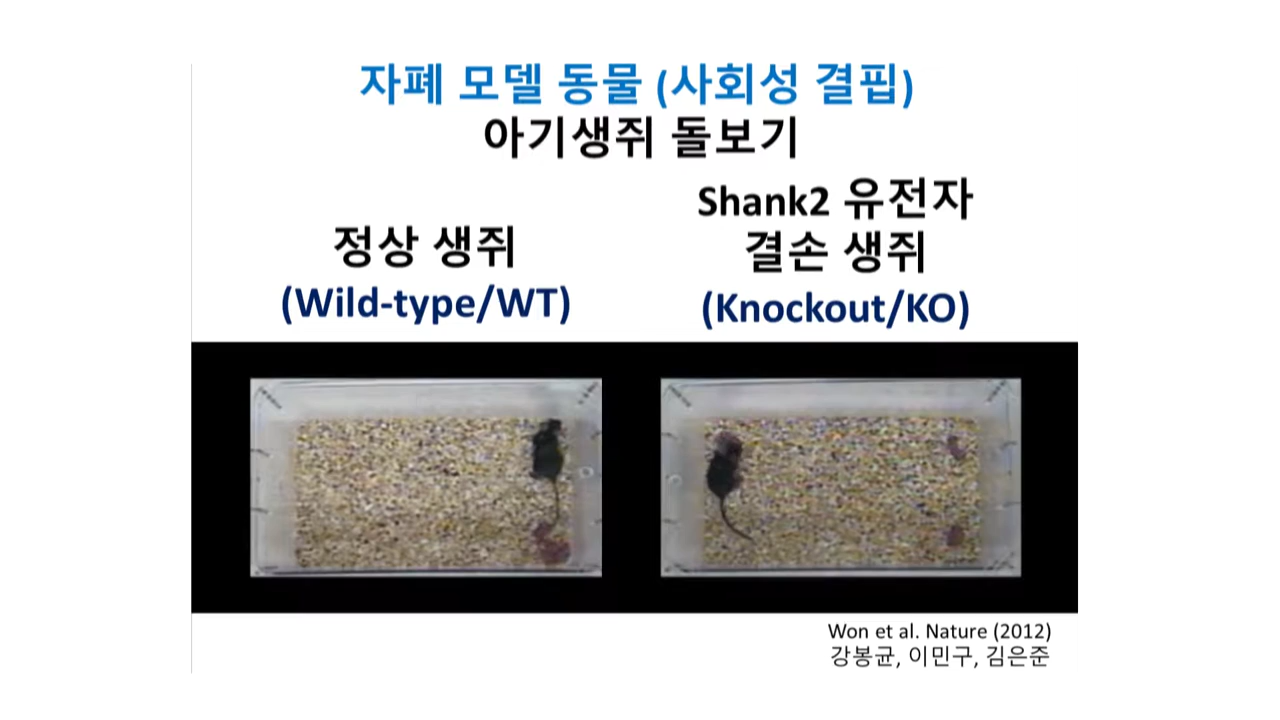 자폐 모델 동물 (사회성 결핍)
아기생쥐 돌보기
정상 생쥐
(Wild-type/WT)
Shank2 유전자
결손 생쥐
(Knockout/KO)
Won et al. Nature (2012)
강봉균, 이민구, 김은준